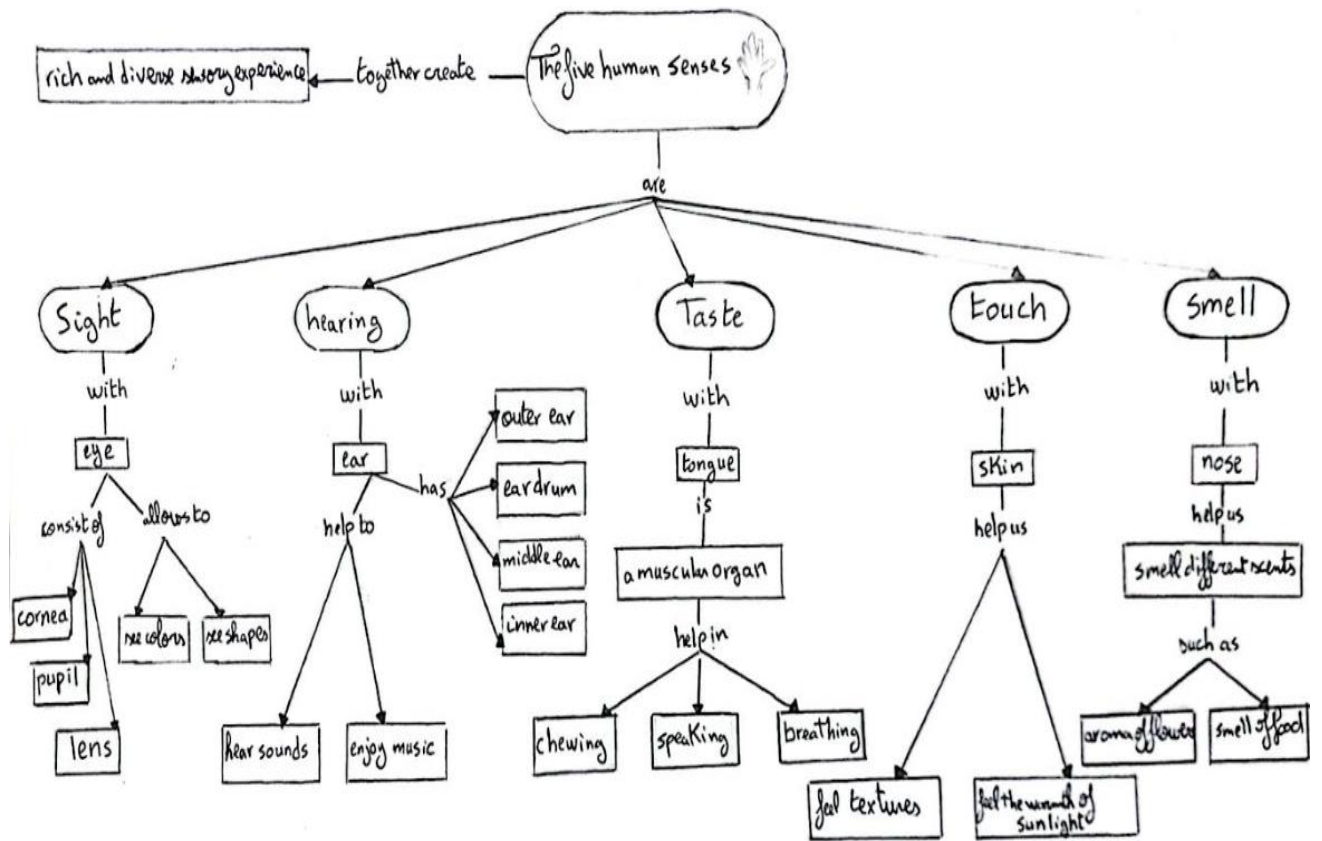 The five human senses
together create
rich and diverse sensory experience
are
Sight
hearing
Taste
touch
smell
with
with
with
with
with
eye
ear
tongue
skin
nose
consist of
allows to
help to
has
is
help us
help us
cornea
pupil
lens
see colors
see shapes
outer ear
eardrum
middle ear
inner ear
hear sounds
enjoy music
a muscular organ
help in
chewing
speaking
breathing
feel textures
feel the warmth of
sunlight
smell different scents
such as
aroma of flowers
smell of food